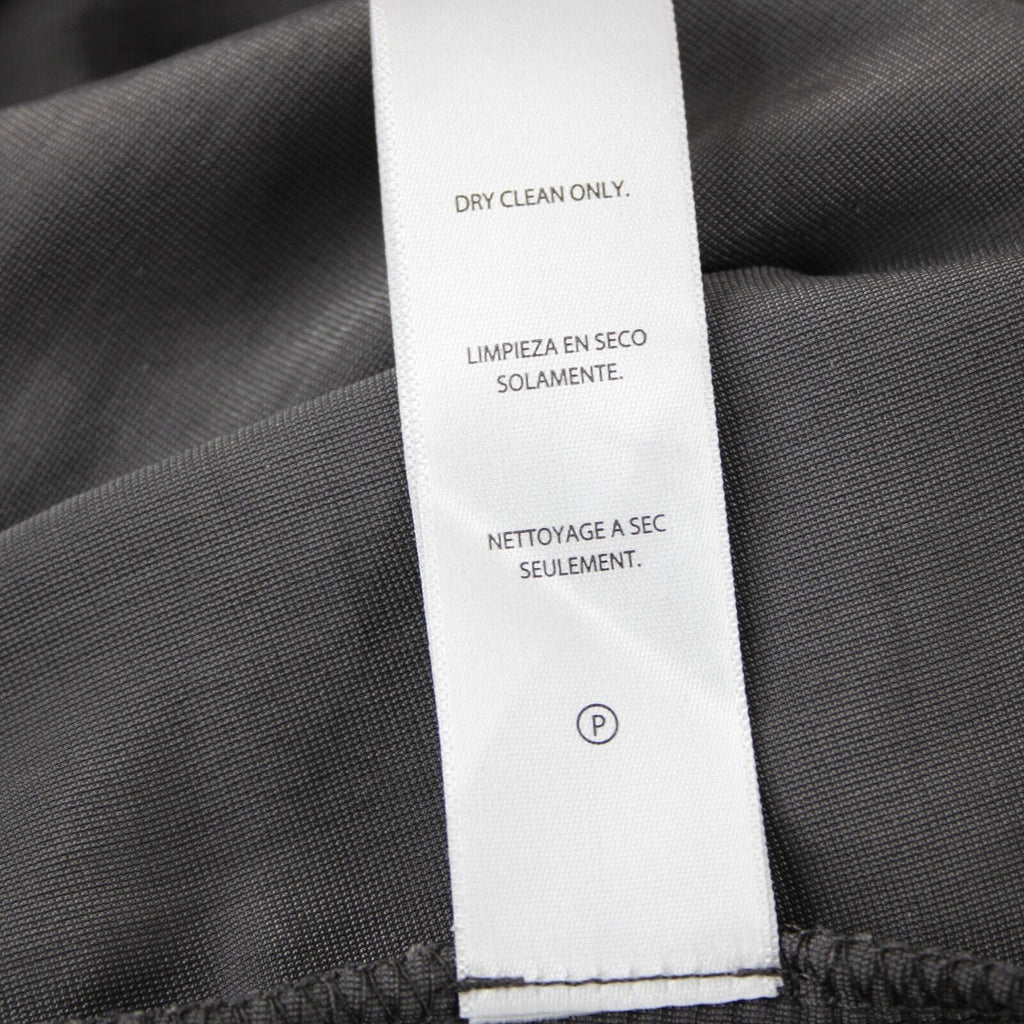 DRY CLEAN ONLY.
LIMPIEZA EN SECO
SOLAMENTE.
NETTOYAGE A SEC
SEULEMENT.
P